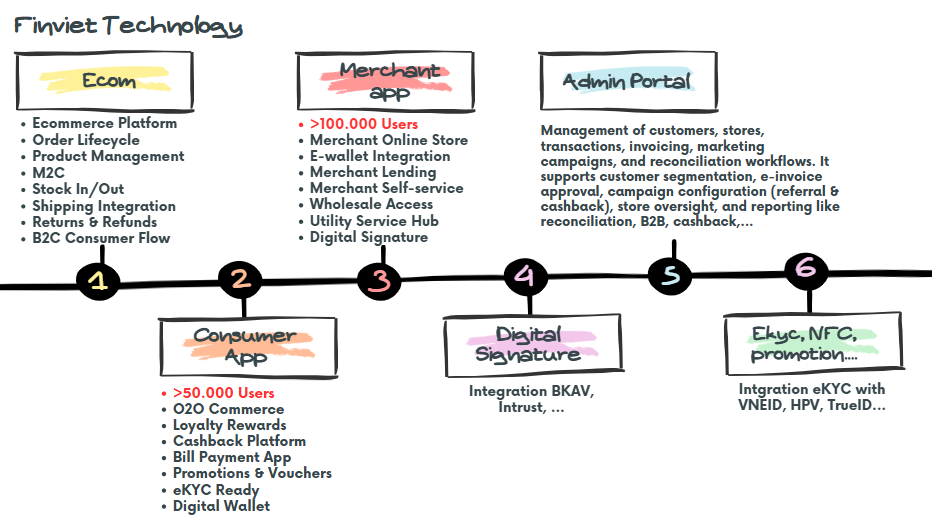 Finviet Technology
Ecom
• Ecommerce Platform
• Order Lifecycle
• Product Management
• M2C
• Stock In/Out
• Shipping Integration
• Returns & Refunds
• B2C Consumer Flow
Merchant
app
• >100.000 Users
• Merchant Online Store
• E-wallet Integration
• Merchant Lending
• Merchant Self-service
• Wholesale Access
• Utility Service Hub
• Digital Signature
Admin Portal
Management of customers, stores,
transactions, invoicing, marketing
campaigns, and reconciliation workflows. It
supports customer segmentation, e-invoice
approval, campaign configuration (referral &
cashback), store oversight, and reporting like
reconciliation, B2B, cashback,...
1
2
3
4
5
6
Consumer
App
• >50.000 Users
• O2O Commerce
• Loyalty Rewards
• Cashback Platform
• Bill Payment App
• Promotions & Vouchers
• eKYC Ready
• Digital Wallet
Digital
Signature
Integration BKAV,
Intrust, ...
Ekyc, NFC,
promotion....
Intgration eKYC with
VNEID, HPV, TrueID...